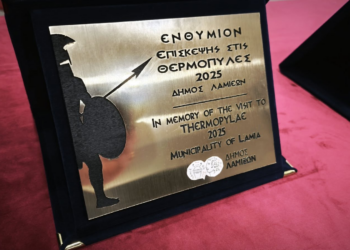 ΕΝΘΥΜΙΟΝ
ΕΠΙΣΚΕΨΗΣ ΣΤΙΣ
ΘΕΡΜΟΠΥΛΕΣ
2025
ΔΗΜΟΣ ΛΑΜΙΕΩΝ
IN MEMORY OF THE VISIT TO
THERMOPYLAE
2025
MUNICIPALITY OF LAMIA
ΔΗΜΟΣ
ΛΑΜΙΕΩΝ